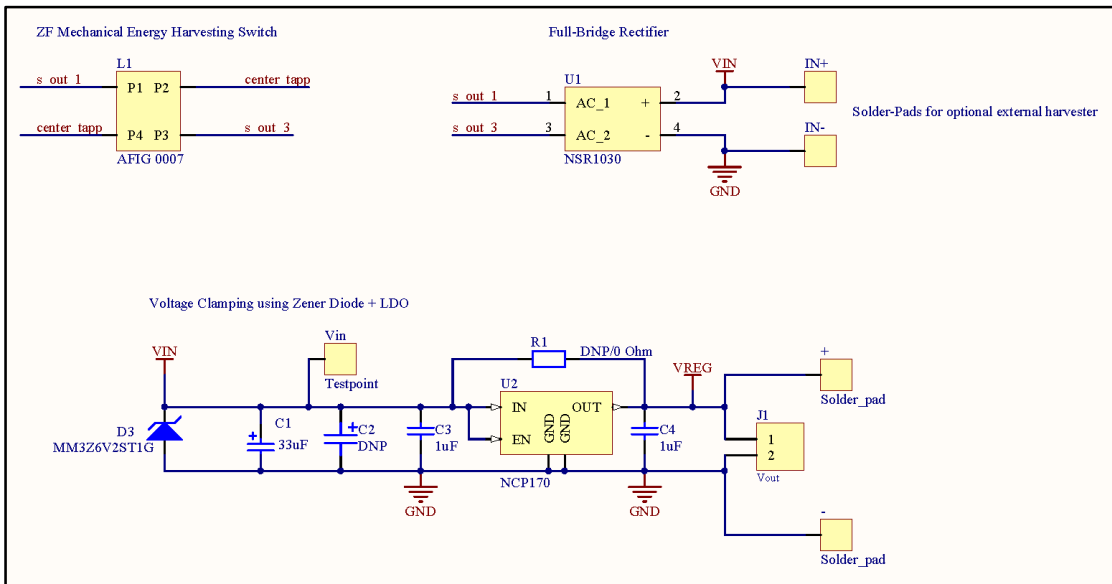 ZF Mechanical Energy Harvesting Switch
Full-Bridge Rectifier
L1
s_out_1
P1 P2
center_tapp
center_tapp
P4 P3
s_out_3
AFIG 0007
U1
VIN
IN+
s_out_1
1
AC_1
+
2
Solder-Pads for optional external harvester
s_out_3
3
AC_2
-
4
IN-
NSR1030
GND
Voltage Clamping using Zener Diode + LDO
Vin
Testpoint
VIN
R1
DNP/0 Ohm
VREG
+
Solder_pad
U2
IN
OUT
EN
GND
GND
NCP170
D3
MM3Z6V2ST1G
+
C1
33uF
+
C2
DNP
C3
1uF
C4
1uF
J1
1
2
Vout
GND
GND
-
Solder_pad